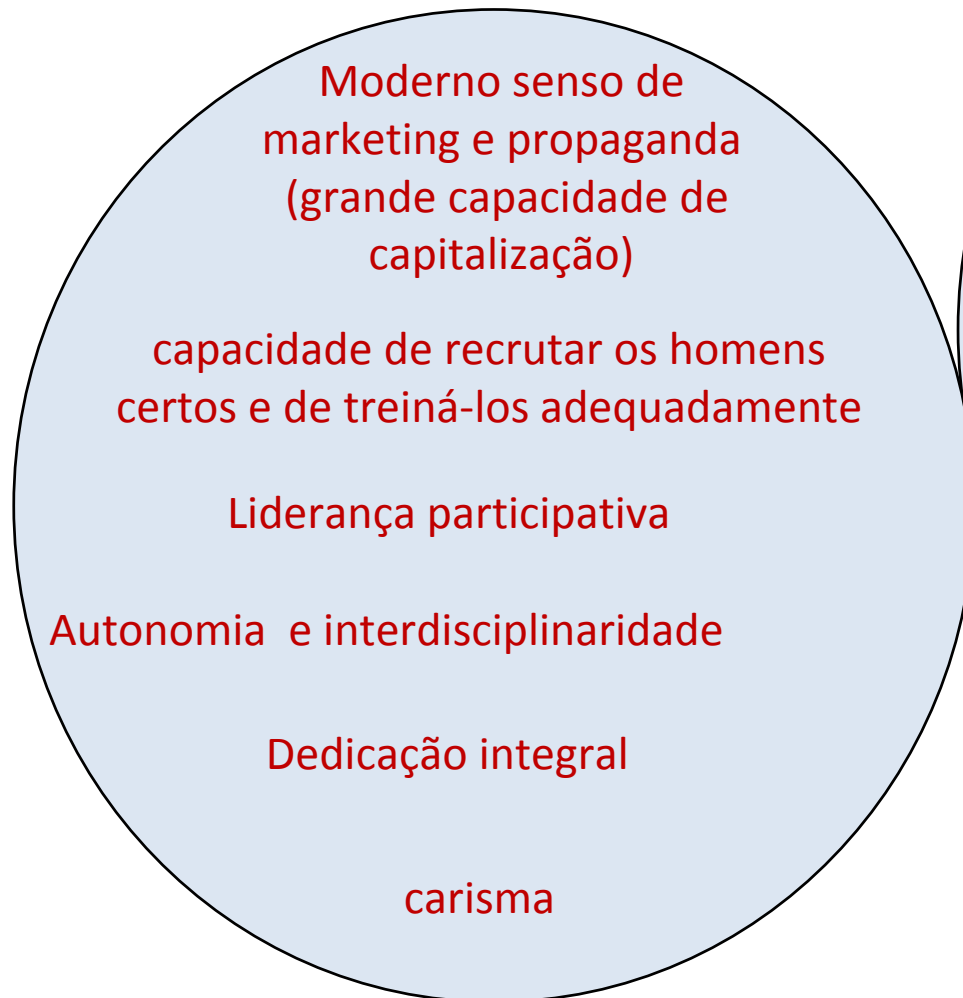 Moderno senso de
marketing e propaganda
(grande capacidade de
capitalização)
capacidade de recrutar os homens
certos e de treiná-los adequadamente
Liderança participativa
Autonomia e interdisciplinaridade
Dedicação integral
carisma